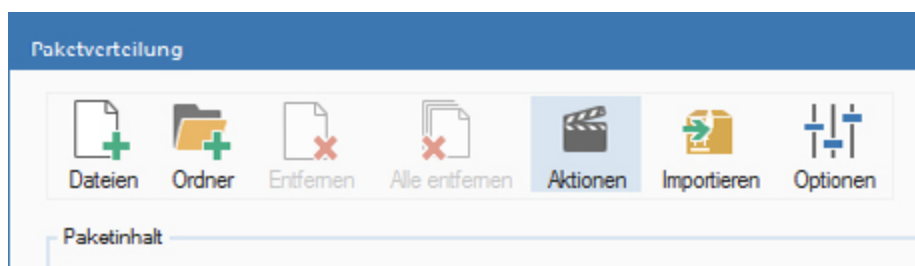 Paketverteilung
Dateien Ordner Entfernen Alle entfernen Aktionen Importieren Optionen
Paketinhalt